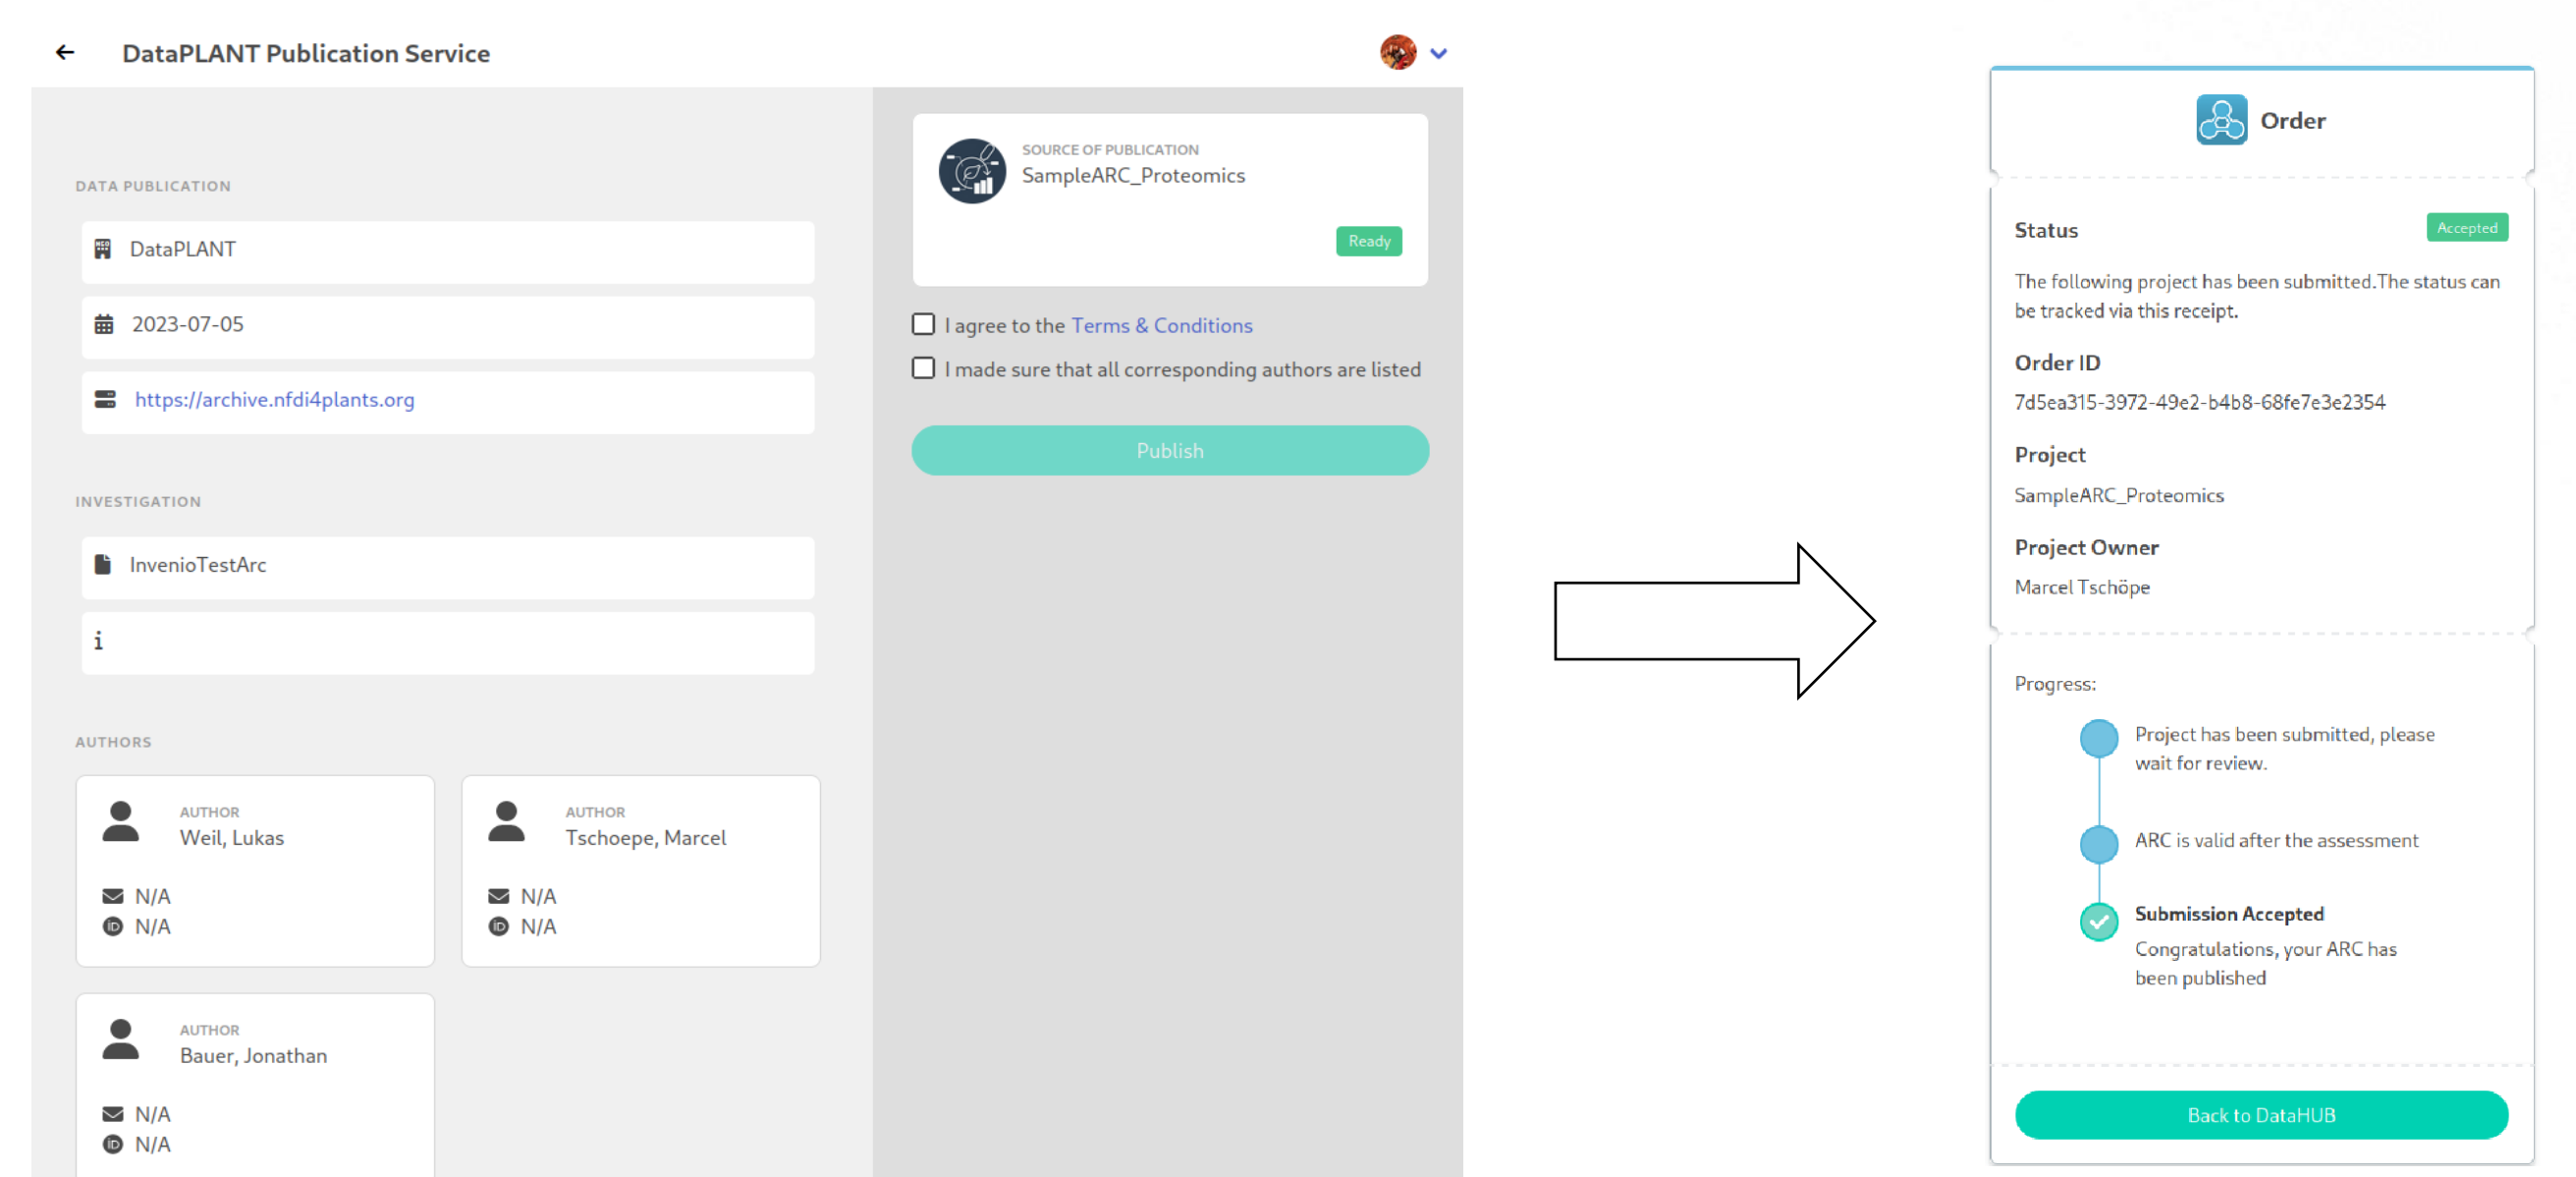 DataPLANT Publication Service
DATA PUBLICATION
DataPLANT
2023-07-05
https://archive.nfdi4plants.org
INVESTIGATION
InvenioTestArc
AUTHORS
AUTHOR
Weil, Lukas
N/A
N/A
AUTHOR
Tschoepe, Marcel
N/A
N/A
AUTHOR
Bauer, Jonathan
N/A
N/A
SOURCE OF PUBLICATION
SampleARC_Proteomics
Ready
I agree to the Terms & Conditions
I made sure that all corresponding authors are listed
Publish
Order
Status
Accepted
The following project has been submitted.The status can
be tracked via this receipt.
Order ID
7d5ea315-3972-49e2-b4b8-68fe7e3e2354
Project
SampleARC_Proteomics
Project Owner
Marcel Tschöpe
Progress:
Project has been submitted, please
wait for review.
ARC is valid after the assessment
Submission Accepted
Congratulations, your ARC has
been published
Back to DataHUB